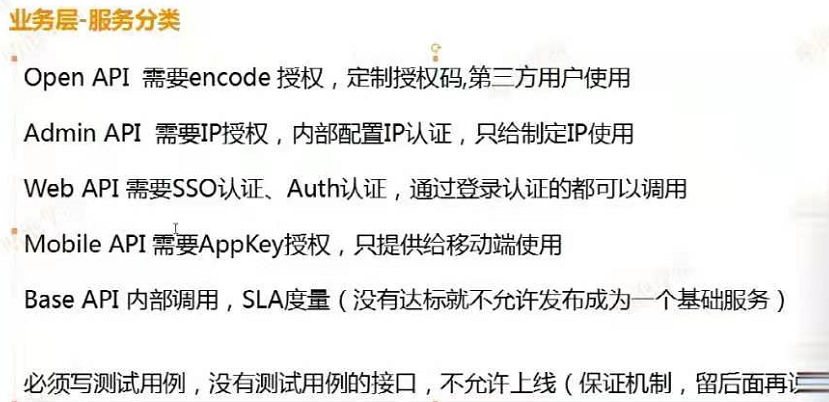 业务层-服务分类
Open API 需要encode 授权，定制授权码,第三方用户使用
Admin API 需要IP授权，内部配置IP认证，只给制定IP使用
Web API 需要SSO认证、Auth认证，通过登录认证的都可以调用
Mobile API 需要AppKey授权，只提供给移动端使用
Base API 内部调用，SLA度量（没有达标就不允许发布成为一个基础服务）
必须写测试用例，没有测试用例的接口，不允许上线（保证机制，留后面再